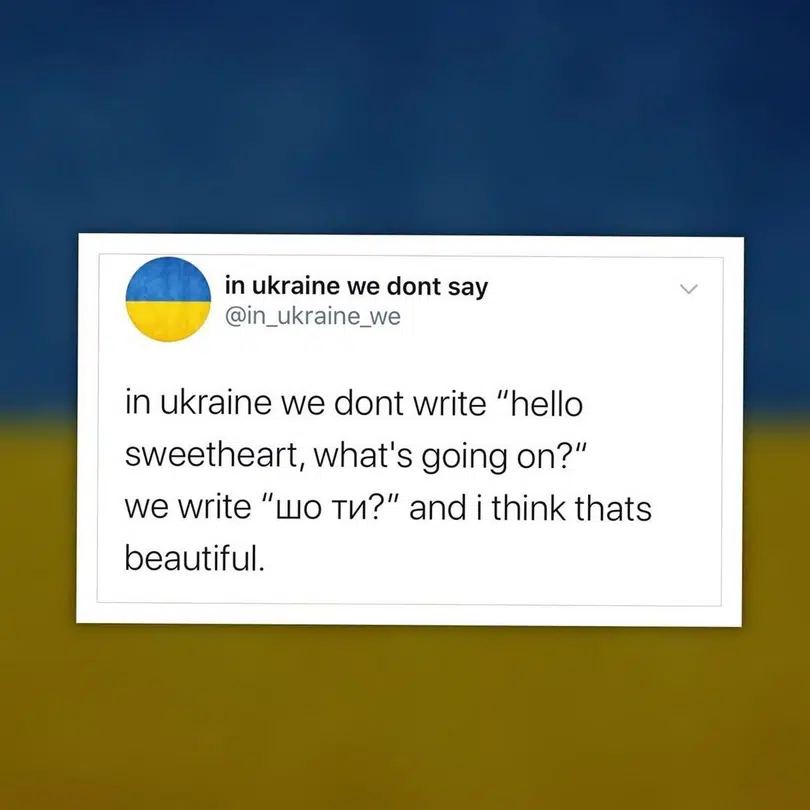 in ukraine we dont say
@in_ukraine_we
in ukraine we dont write “hello
sweetheart, what's going on?“
we write “шо ти?” and i think thats
beautiful.